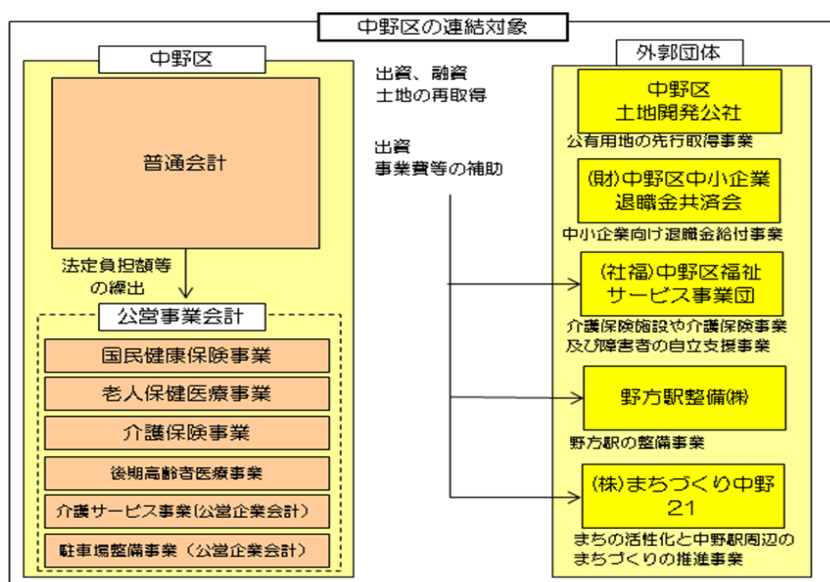 中野区の連結対象
中野区
普通会計
法定負担額等
の繰出
公営事業会計
国民健康保険事業
老人保健医療事業
介護保険事業
後期高齢者医療事業
介護サービス事業(公営企業会計)
駐車場整備事業(公営企業会計)
出資、融資
土地の再取得
出資
事業費等の補助
外郭団体
中野区
土地開発公社
公有用地の先行取得事業
(財)中野区中小企業
退職金共済会
中小企業向け退職金給付事業
(社福)中野区福祉
サービス事業団
介護保険施設や介護保険事業
及び障害者の自立支援事業
野方駅整備㈱
野方駅の整備事業
(株)まちづくり中野
21
まちの活性化と中野駅周辺の
まちづくりの推進事業